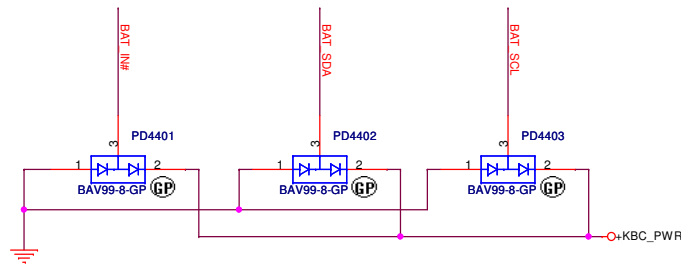 BAT_IN#
BAT_SDA
BAT_SCL
PD4401
PD4402
PD4403
3
3
3
1
2
1
2
1
2
BAV99-8-GP
GP
BAV99-8-GP
GP
BAV99-8-GP
GP
+KBC_PWR